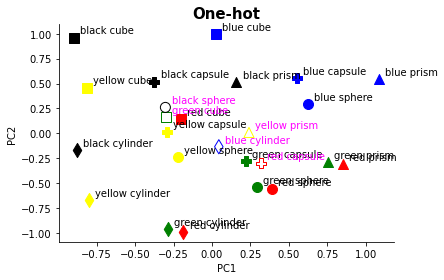 One-hot
black cube
blue cube
1.00
0.75
black capsule
black prism
blue capsule
blue prism
0.50
yellow cube
black sphere
blue sphere
0.25
green cube
red cube
yellow capsule
yellow prism
0.00
PC2
black cylinder
blue cylinder
yellow sphere
green capsule
red capsule
green prism
red prism
−0.25
green sphere
red sphere
−0.50
yellow cylinder
−0.75
green cylinder
red cylinder
−1.00
−0.75
−0.50
−0.25
0.00
0.25
0.50
0.75
1.00
PC1